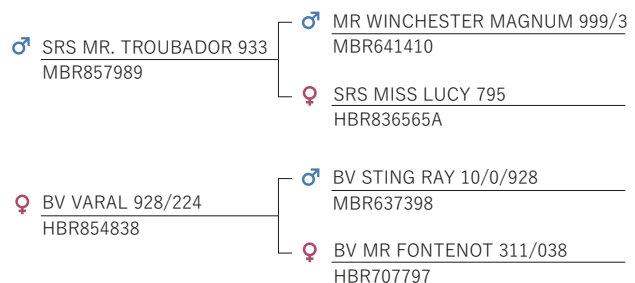 MR WINCHESTER MAGNUM 999/3
SRS MR. TROUBADOR 933
MBR641410
MBR857989
SRS MISS LUCY 795
HBR836565A
BV STING RAY 10/0/928
BV VARAL 928/224
MBR637398
HBR854838
BV MR FONTENOT 311/038
HBR707797